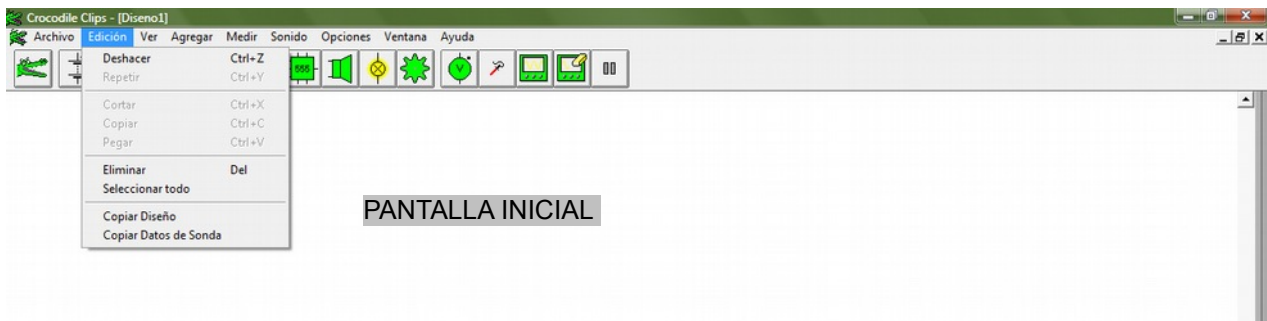 Crocodile Clips - [Diseno1]
Archivo Edición Ver Agregar Medir Sonido Opciones Ventana Ayuda
Deshacer Ctrl+Z
Repetir Ctrl+Y
Cortar Ctrl+X
Copiar Ctrl+C
Pegar Ctrl+V
Eliminar Del
Seleccionar todo
Copiar Diseño
Copiar Datos de Sonda
555
V
PANTALLA INICIAL